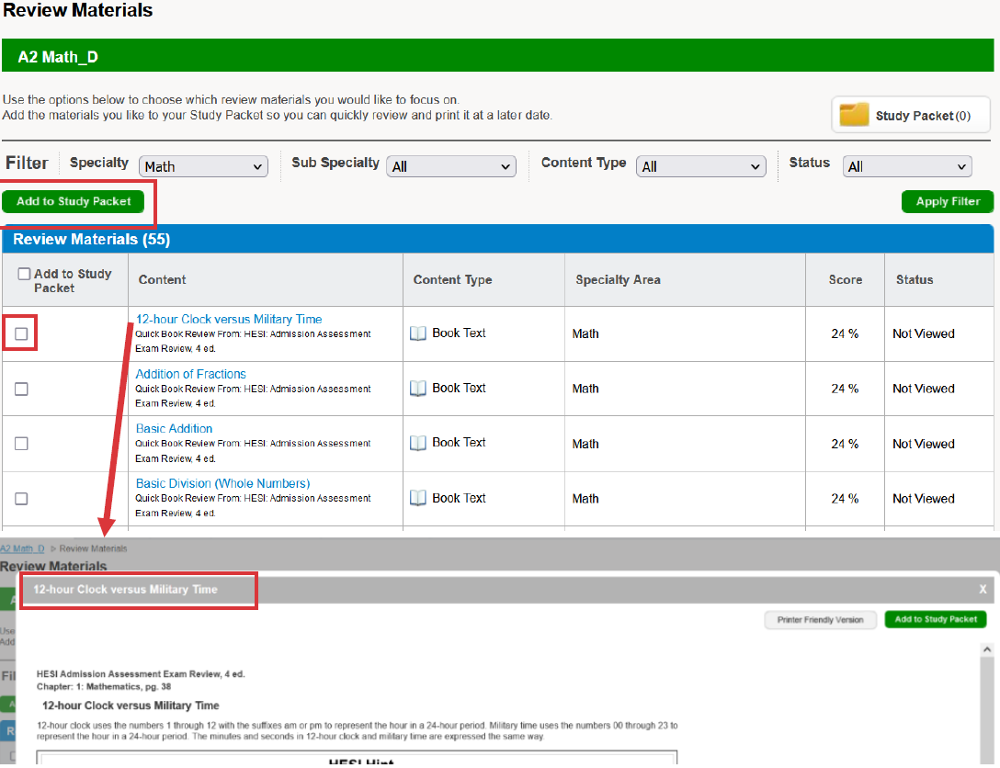 Review Materials
A2 Math_D
Use the options below to choose which review materials you would like to focus on.
Add the materials you like to your Study Packet so you can quickly review and print it at a later date.
Study Packet(0)
Filter Specialty Math Sub Specialty All Content Type All Status All
Add to Study Packet
Apply Filter
Review Materials (55)
Add to Study Packet Content Content Type Specialty Area Score Status
12-hour Clock versus Military Time
Quick Book Review From: HESI: Admission Assessment
Exam Review, 4 ed.
Book Text Math 24 % Not Viewed
Addition of Fractions
Quick Book Review From: HESI: Admission Assessment
Exam Review, 4 ed.
Book Text Math 24 % Not Viewed
Basic Addition
Quick Book Review From: HESI: Admission Assessment
Exam Review, 4 ed.
Book Text Math 24 % Not Viewed
Basic Division (Whole Numbers)
Quick Book Review From: HESI: Admission Assessment
Exam Review, 4 ed.
Book Text Math 24 % Not Viewed
A2 Math_D Review Materials
Review Materials
12-hour Clock versus Military Time X
A
Use
Add
Printer Friendly Version Add to Study Packet
HESI Admission Assessment Exam Review, 4 ed.
Chapter: 1: Mathematics, pg. 38
12-hour Clock versus Military Time
12-hour clock uses the numbers 1 through 12 with the suffixes am or pm to represent the hour in a 24-hour period. Military time uses the numbers 00 through 23 to
represent the hour in a 24-hour period. The minutes and seconds in 12-hour clock and military time are expressed the same way.
HESI Hint